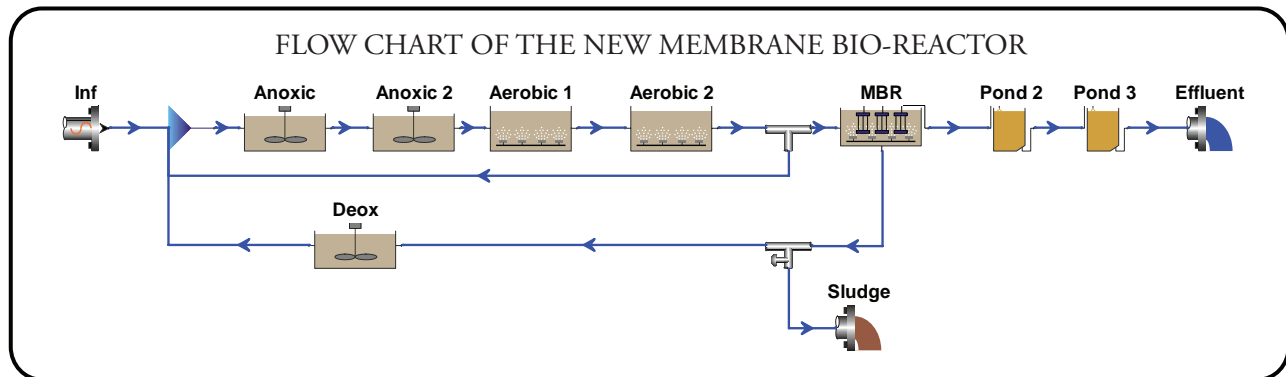 FLOW CHART OF THE NEW MEMBRANE BIO-REACTOR
Inf
Anoxic
Anoxic 2
Aerobic 1
Aerobic 2
MBR
Pond 2
Pond 3
Effluent
Deox
Sludge